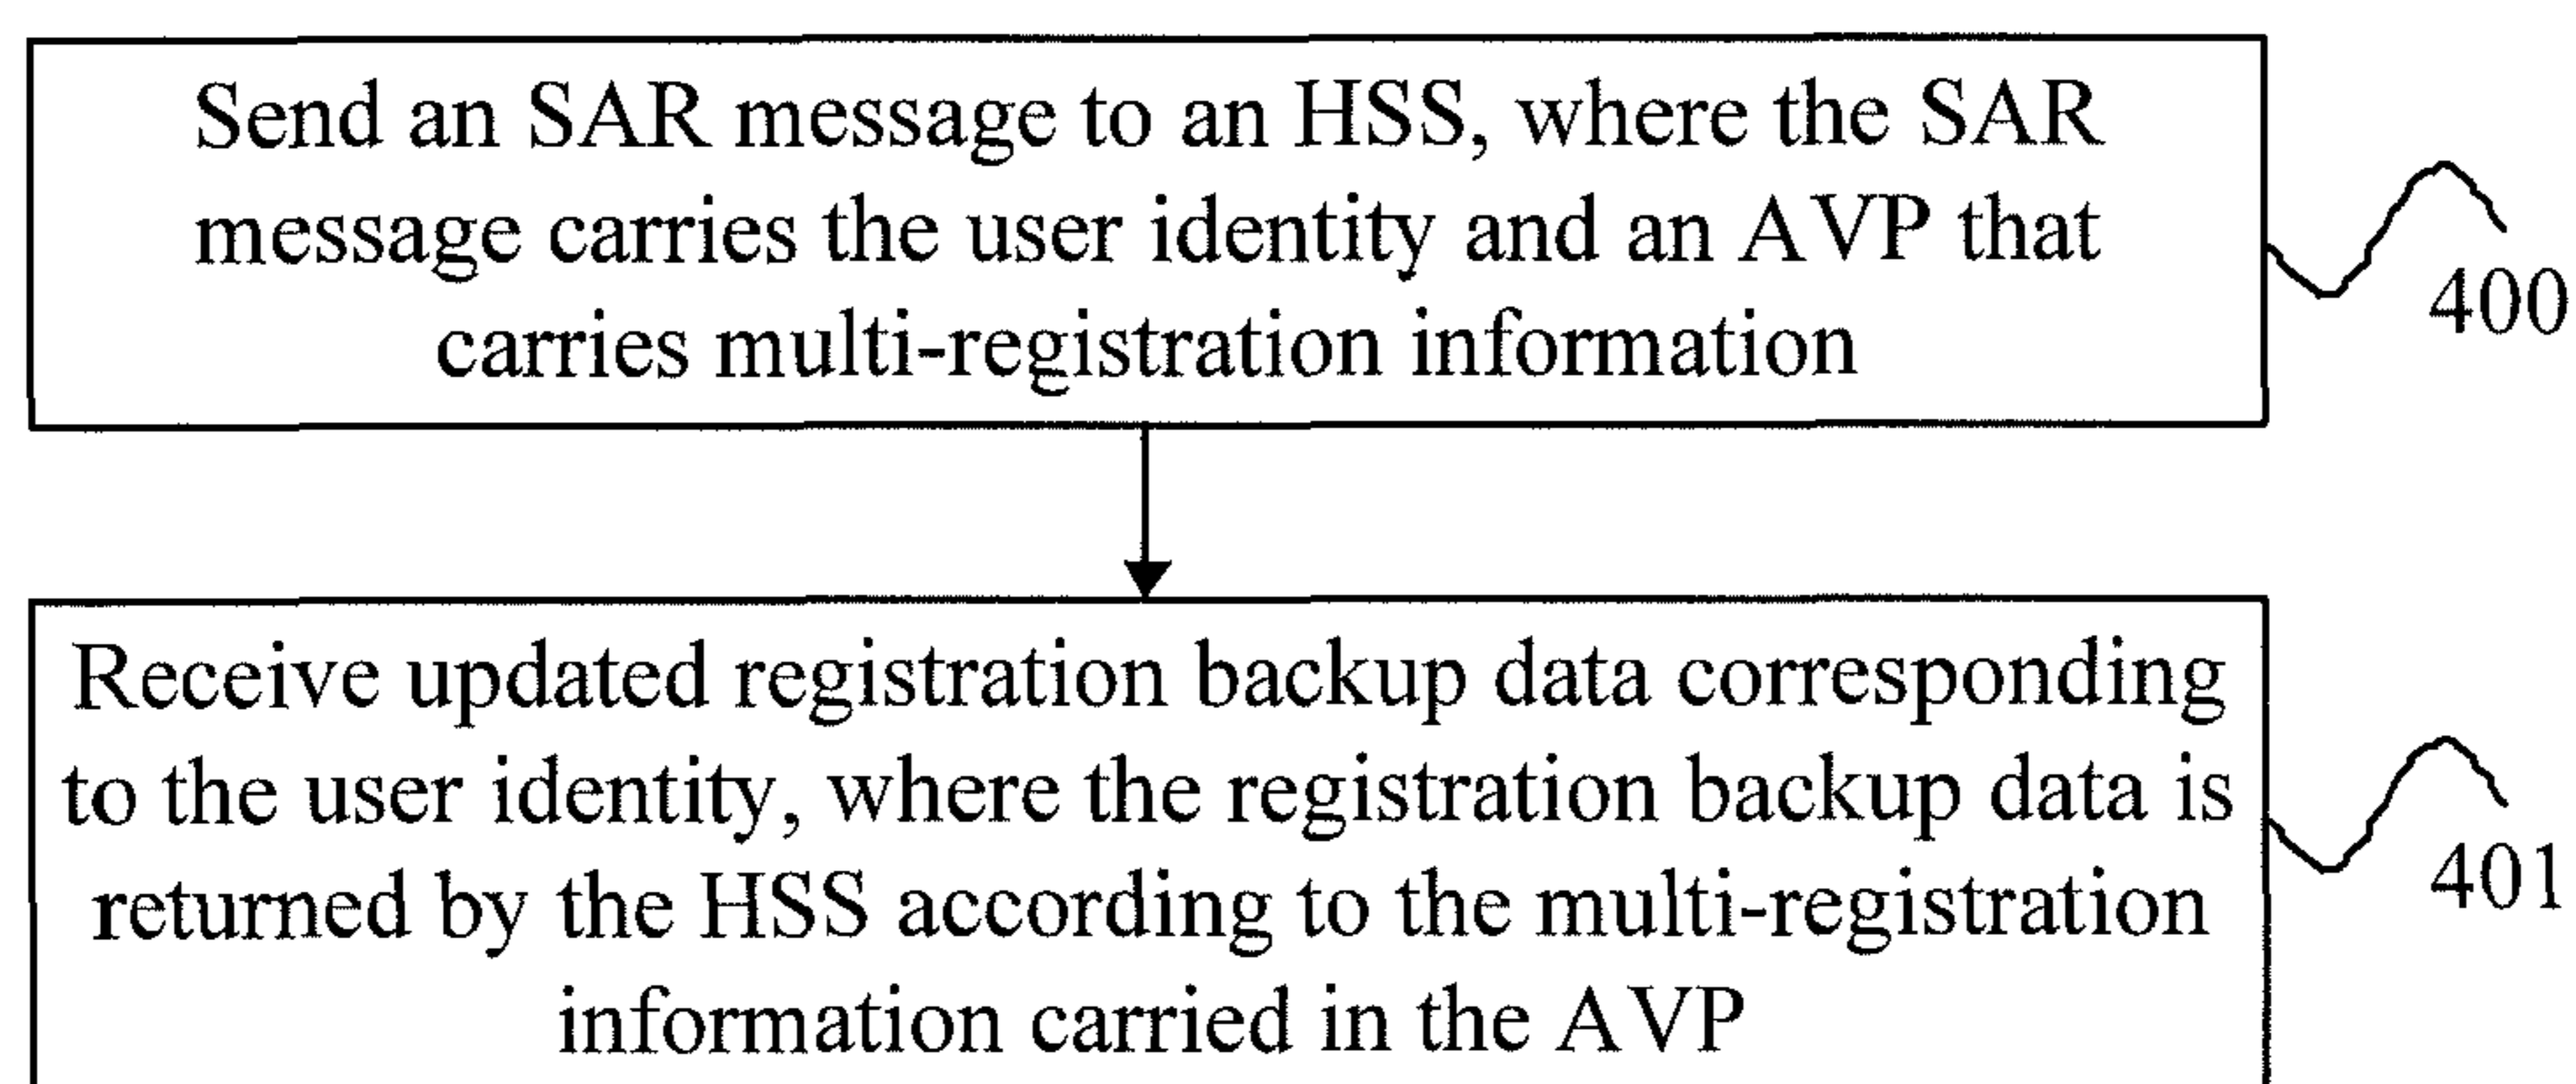 Send an SAR message to an HSS, where the SAR
message carries the user identity and an AVP that
carries multi-registration information
400
Receive updated registration backup data corresponding
to the user identity, where the registration backup data is
returned by the HSS according to the multi-registration
information carried in the AVP
401